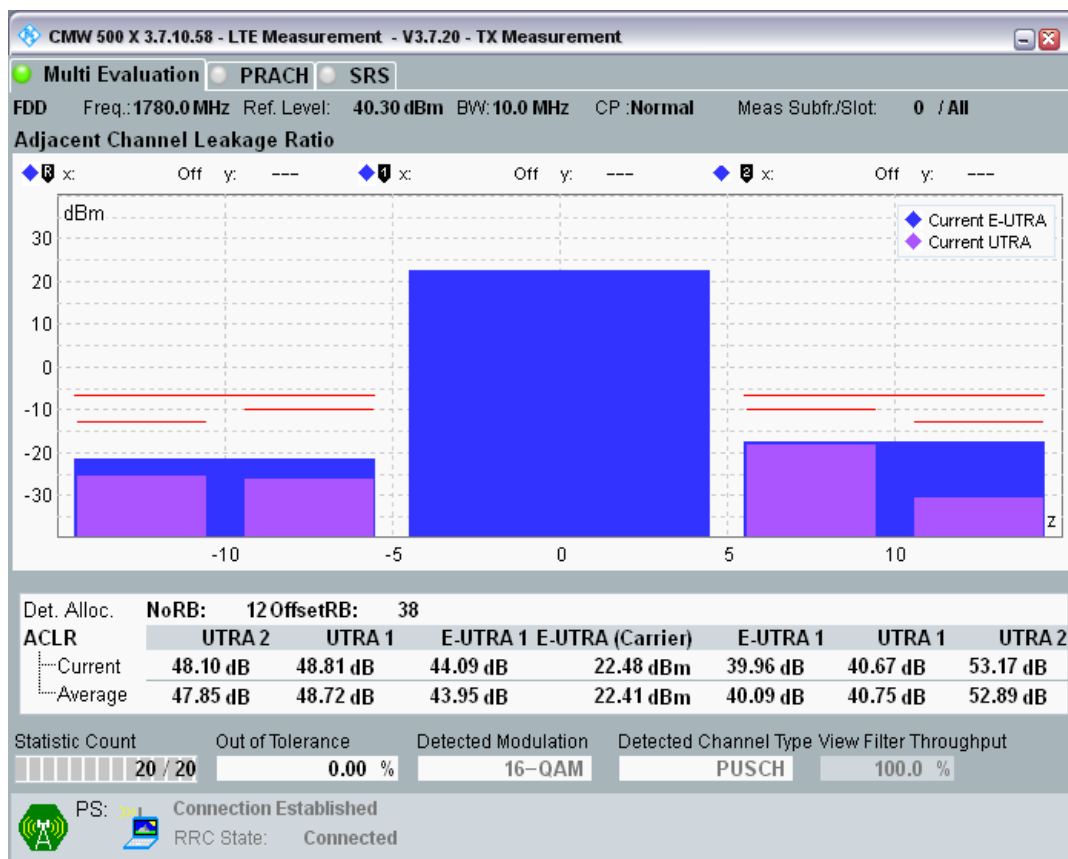 CMW 500 X 3.7.10.58 - LTE Measurement - V3.7.20 - TX Measurement
Multi Evaluation PRACH SRS
FDD Freq.: 1780.0 MHz Ref. Level: 40.30 dBm BW: 10.0 MHz CP :Normal Meas Subfr./Slot: 0 / All
Adjacent Channel Leakage Ratio
R x: Off y: --- 1 x: Off y: --- 2 x: Off y: ---
dBm
Current E-UTRA
Current UTRA
30
20
10
0
-10
-20
-30
z
-10 -5 0 5 10
Det. Alloc. NoRB: 12 OffsetRB: 38
ACLR UTRA 2 UTRA 1 E-UTRA 1 E-UTRA (Carrier) E-UTRA 1 UTRA 1 UTRA 2
Current 48.10 dB 48.81 dB 44.09 dB 22.48 dBm 39.96 dB 40.67 dB 53.17 dB
Average 47.85 dB 48.72 dB 43.95 dB 22.41 dBm 40.09 dB 40.75 dB 52.89 dB
Statistic Count Out of Tolerance Detected Modulation Detected Channel Type View Filter Throughput
20 / 20 0.00 % 16-QAM PUSCH 100.0 %
PS: Connection Established
RRC State: Connected